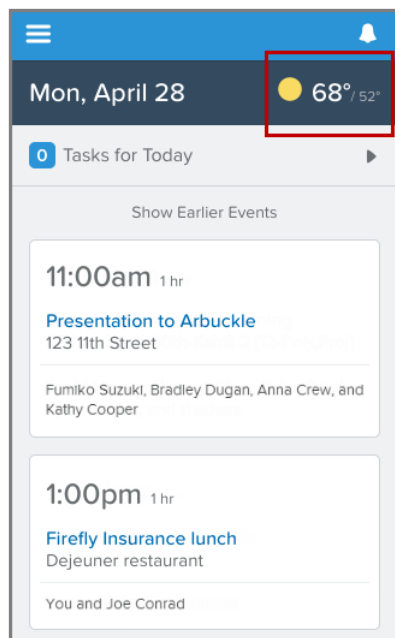 Mon, April 28
68°/ 52°
0 Tasks for Today
Show Earlier Events
11:00am 1 hr
Presentation to Arbuckle
123 11th Street
Fumiko Suzuki, Bradley Dugan, Anna Crew, and
Kathy Cooper
1:00pm 1 hr
Firefly Insurance lunch
Dejeuner restaurant
You and Joe Conrad